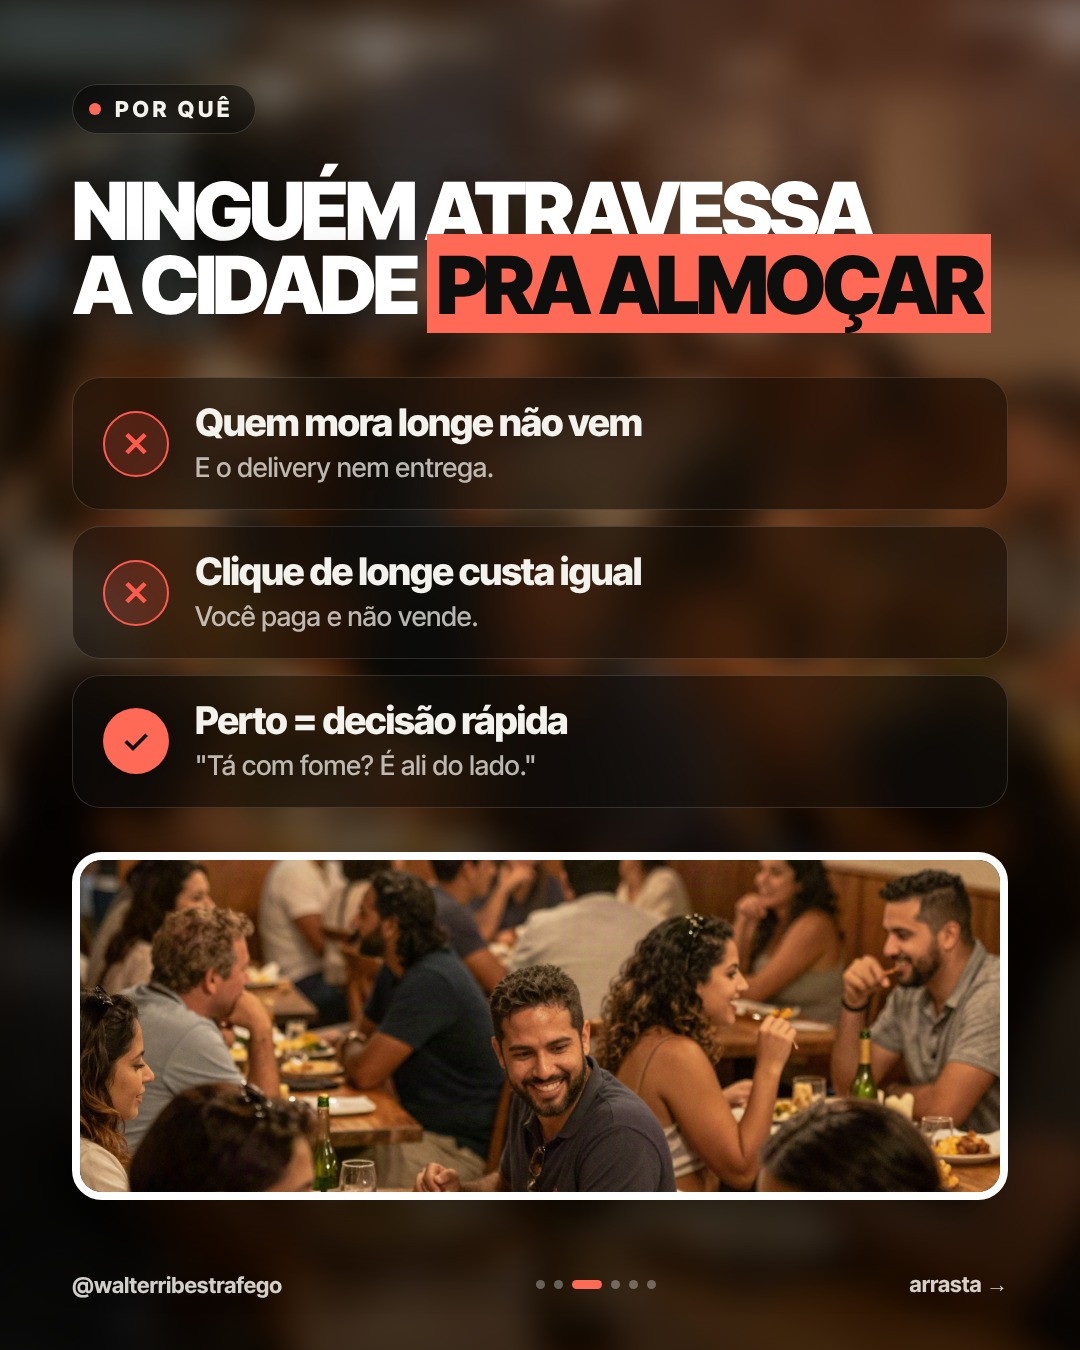 POR QUÊ
NINGUÉM ATRAVESSA
A CIDADE PRA ALMOÇAR
Quem mora longe não vem
E o delivery nem entrega.
Clique de longe custa igual
Você paga e não vende.
Perto = decisão rápida
"Tá com fome? É ali do lado."
@walterribestrafego
arrasta →